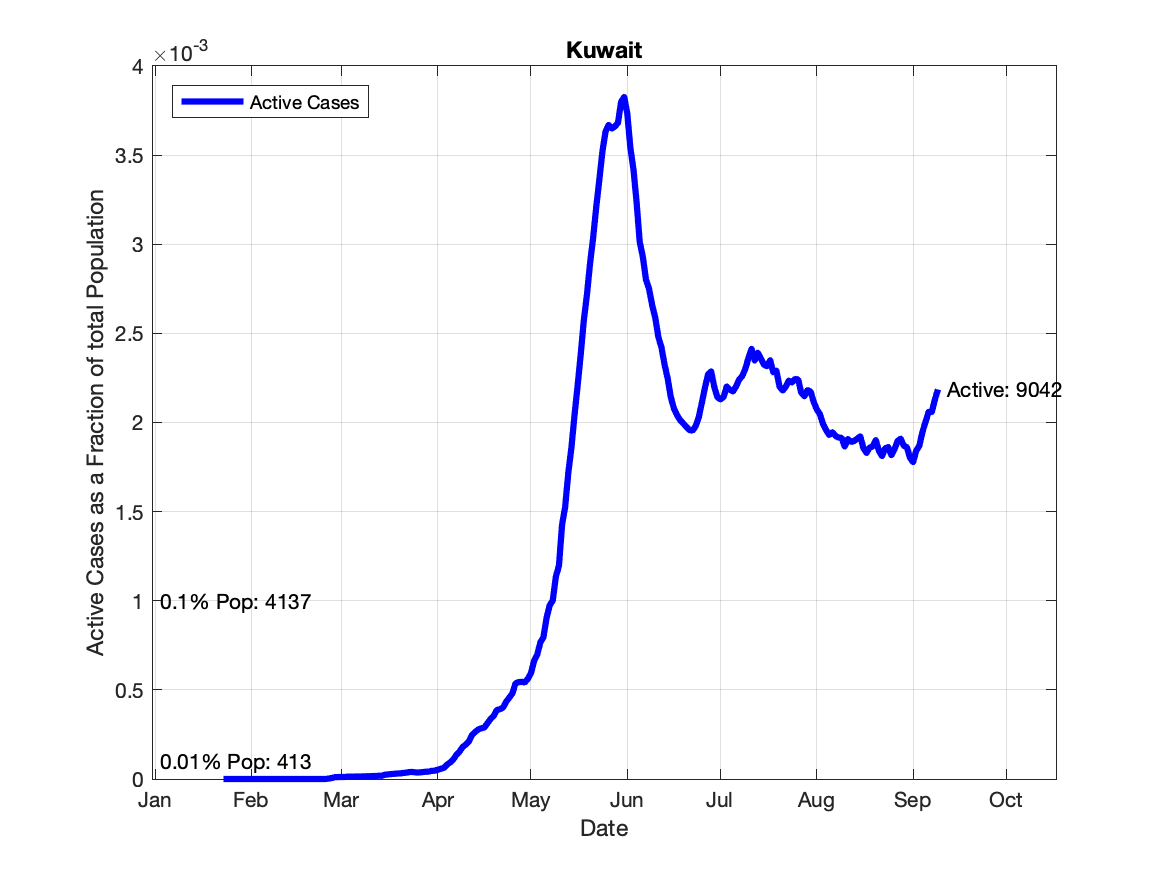 Kuwait
×10-3
Active Cases
4
3.5
3
2.5
2
1.5
1
0.5
0
Active Cases as a Fraction of total Population
Active: 9042
0.1% Pop: 4137
0.01% Pop: 413
Jan Feb Mar Apr May Jun Jul Aug Sep Oct
Date